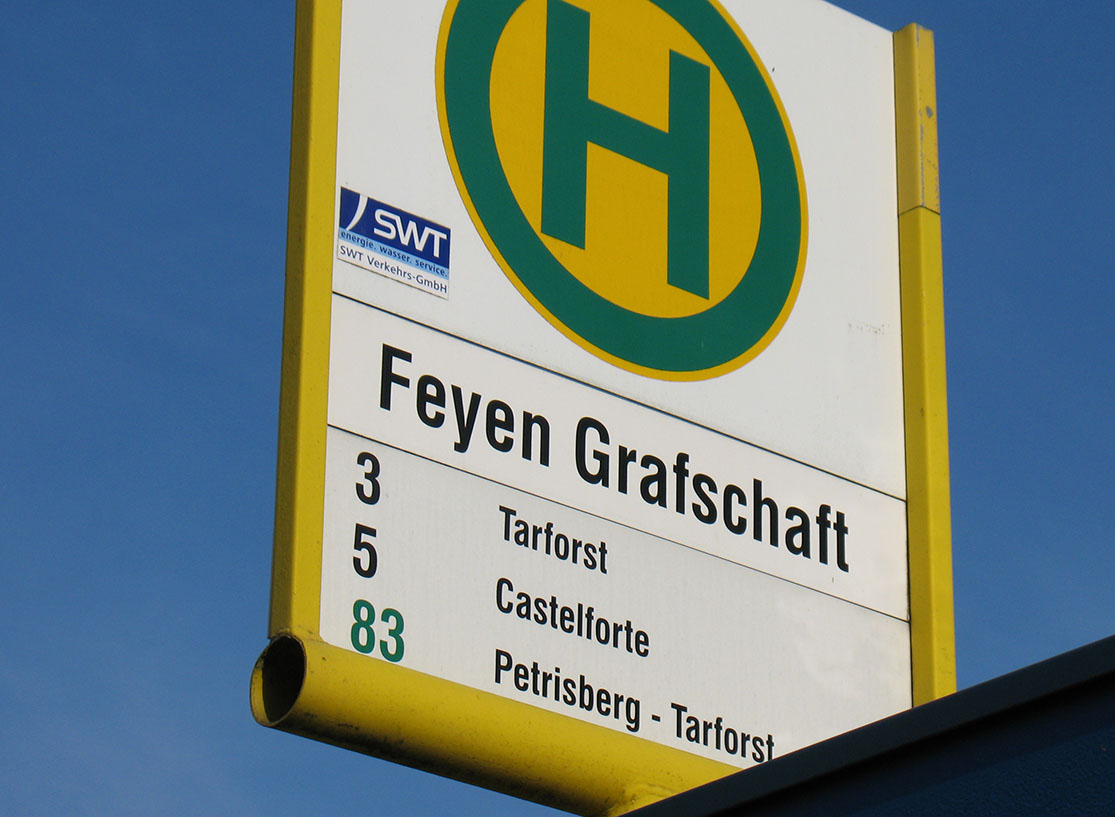 H
SWT
energie. wasser. service.
SWT Verkehrs-GmbH
Feyen Grafschaft
3 Tarforst
5 Castelforte
83 Petrisberg - Tarforst